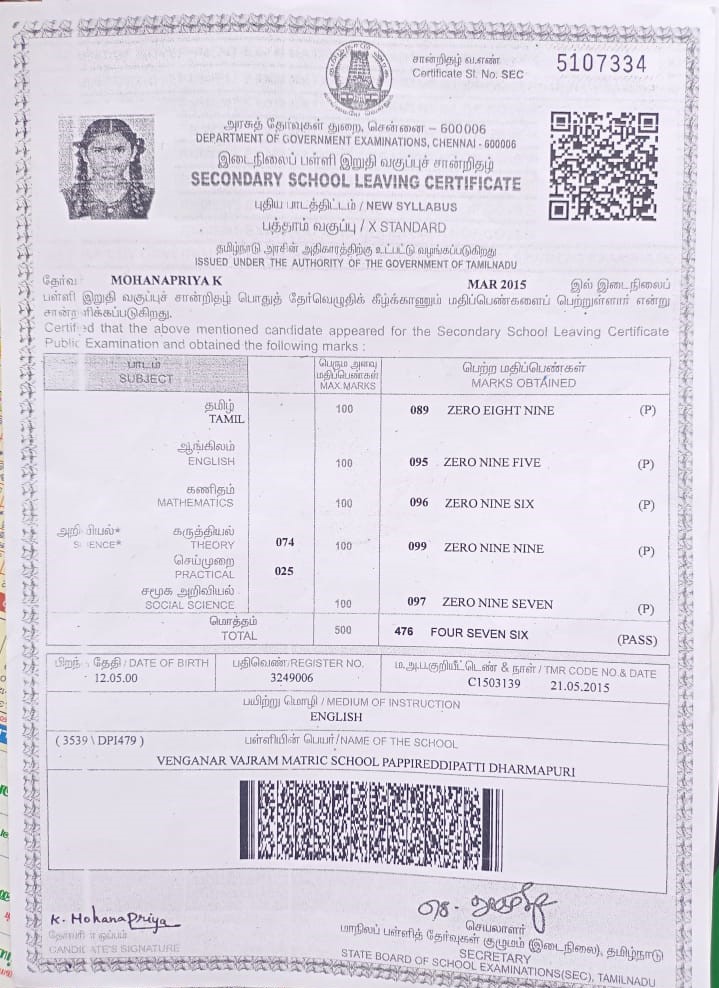 சான்றிதழ் வ.எண்
Certificate Sl. No. SEC 5107334
அரசுத் தேர்வுகள் துறை, சென்னை – 600006
DEPARTMENT OF GOVERNMENT EXAMINATIONS, CHENNAI - 600006
இடைநிலைப் பள்ளி இறுதி வகுப்புச் சான்றிதழ்
SECONDARY SCHOOL LEAVING CERTIFICATE
புதிய பாடத்திட்டம் / NEW SYLLABUS
பத்தாம் வகுப்பு / X STANDARD
தமிழ்நாடு அரசின் அதிகாரத்திற்கு உட்பட்டு வழங்கப்படுகிறது
ISSUED UNDER THE AUTHORITY OF THE GOVERNMENT OF TAMILNADU
MOHANAPRIYA K MAR 2015 இல் இடைநிலைப்
பள்ளி இறுதி வகுப்புச் சான்றிதழ் பொதுத் தேர்வெழுதிக் கீழ்க்காணும் மதிப்பெண்களைப் பெற்றுள்ளார் என்று
சான்றளிக்கப்படுகிறது.
Certified that the above mentioned candidate appeared for the Secondary School Leaving Certificate
Public Examination and obtained the following marks :
பாடம் பெரும அளவு பெற்ற மதிப்பெண்கள்
SUBJECT மதிப்பெண்கள் MARKS OBTAINED
MAX MARKS
தமிழ்
TAMIL 100 089 ZERO EIGHT NINE (P)
ஆங்கிலம்
ENGLISH 100 095 ZERO NINE FIVE (P)
கணிதம்
MATHEMATICS 100 096 ZERO NINE SIX (P)
அறிவியல்* கருத்தியல்
SCIENCE* THEORY 074 100 099 ZERO NINE NINE (P)
செய்முறை
PRACTICAL 025
சமூக அறிவியல்
SOCIAL SCIENCE 100 097 ZERO NINE SEVEN (P)
மொத்தம்
TOTAL 500 476 FOUR SEVEN SIX (PASS)
பிறந்த தேதி / DATE OF BIRTH பதிவெண்/REGISTER NO. ம.அ.ப.குறியீட்டெண் & நாள் / TMR CODE NO.& DATE
12.05.00 3249006 C1503139 21.05.2015
பயிற்று மொழி / MEDIUM OF INSTRUCTION
ENGLISH
( 3539 \ DPI479 ) பள்ளியின் பெயர்/NAME OF THE SCHOOL
VENGANAR VAJRAM MATRIC SCHOOL PAPPIREDDIPATTI DHARMAPURI
K. MohanaPriya
CANDIDATE'S SIGNATURE
செயலாளர்
மாநிலப் பள்ளித் தேர்வுகள் குழுமம் (இடைநிலை), தமிழ்நாடு
SECRETARY
STATE BOARD OF SCHOOL EXAMINATIONS(SEC), TAMILNADU